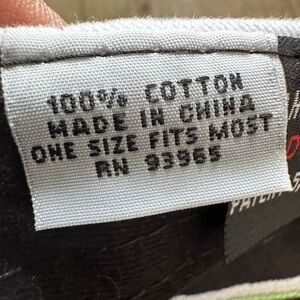 100% COTTON
MADE IN CHINA
ONE SIZE FITS MOST
RN 93965